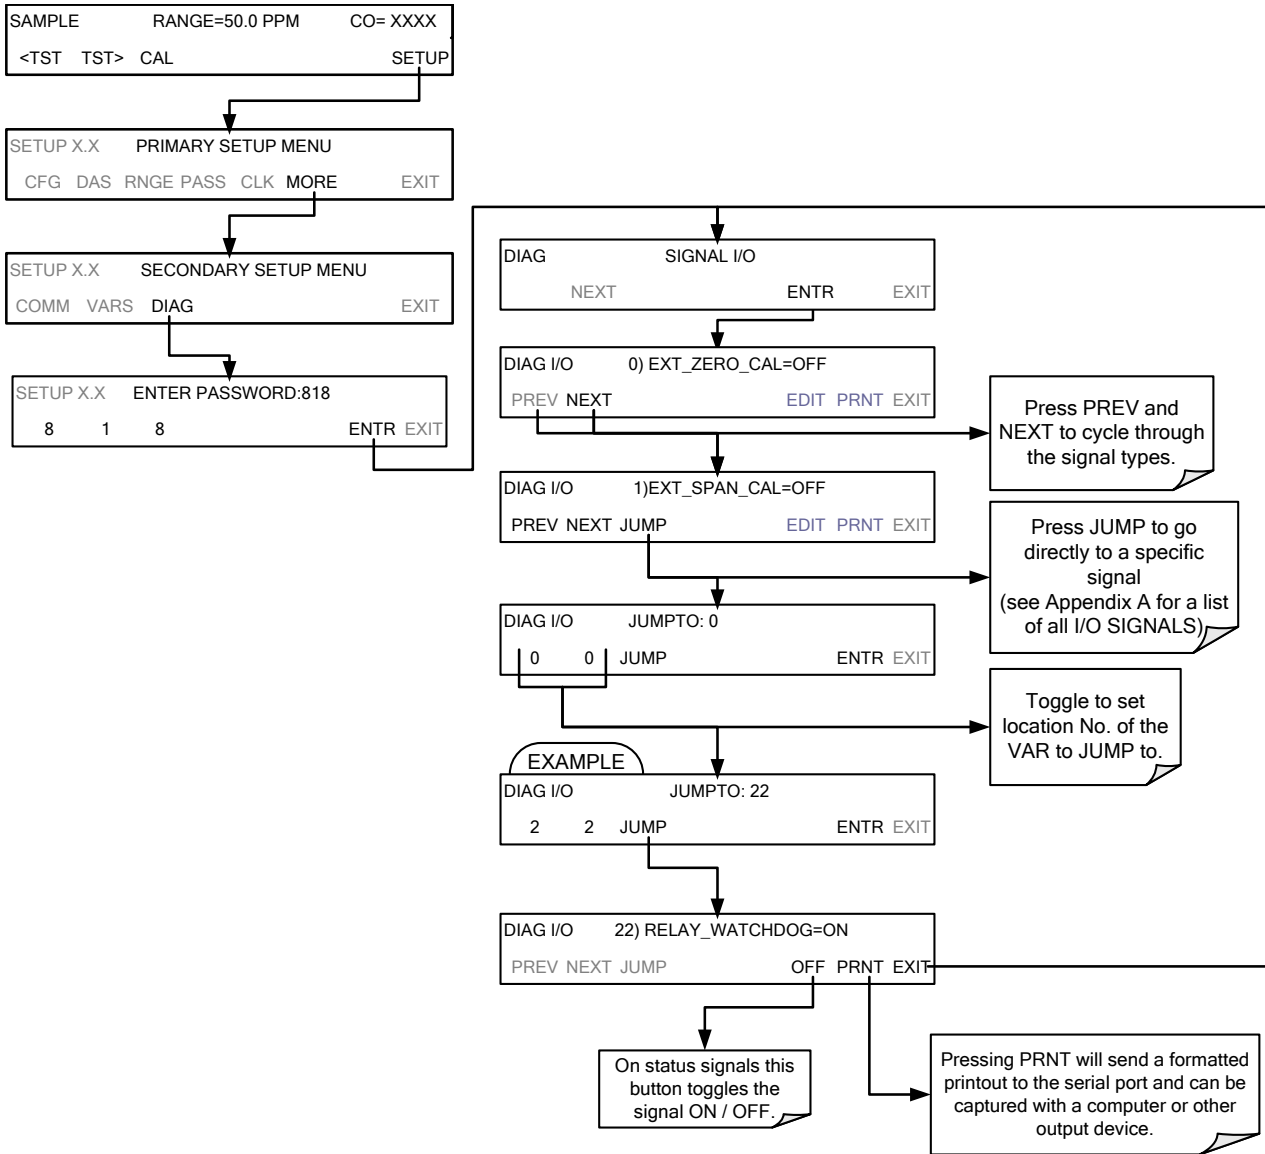 SAMPLE RANGE=50.0 PPM CO= XXXX
<TST TST> CAL SETUP
SETUP X.X PRIMARY SETUP MENU
CFG DAS RNGE PASS CLK MORE EXIT
SETUP X.X SECONDARY SETUP MENU
COMM VARS DIAG EXIT
SETUP X.X ENTER PASSWORD:818
8 1 8 ENTR EXIT
DIAG SIGNAL I/O
NEXT ENTR EXIT
DIAG I/O 0) EXT_ZERO_CAL=OFF
PREV NEXT EDIT PRNT EXIT
Press PREV and
NEXT to cycle through
the signal types.
DIAG I/O 1)EXT_SPAN_CAL=OFF
PREV NEXT JUMP EDIT PRNT EXIT
Press JUMP to go
directly to a specific
signal
(see Appendix A for a list
of all I/O SIGNALS)
DIAG I/O JUMPTO: 0
0 0 JUMP ENTR EXIT
Toggle to set
location No. of the
VAR to JUMP to.
EXAMPLE
DIAG I/O JUMPTO: 22
2 2 JUMP ENTR EXIT
DIAG I/O 22) RELAY_WATCHDOG=ON
PREV NEXT JUMP OFF PRNT EXIT
On status signals this
button toggles the
signal ON / OFF.
Pressing PRNT will send a formatted
printout to the serial port and can be
captured with a computer or other
output device.